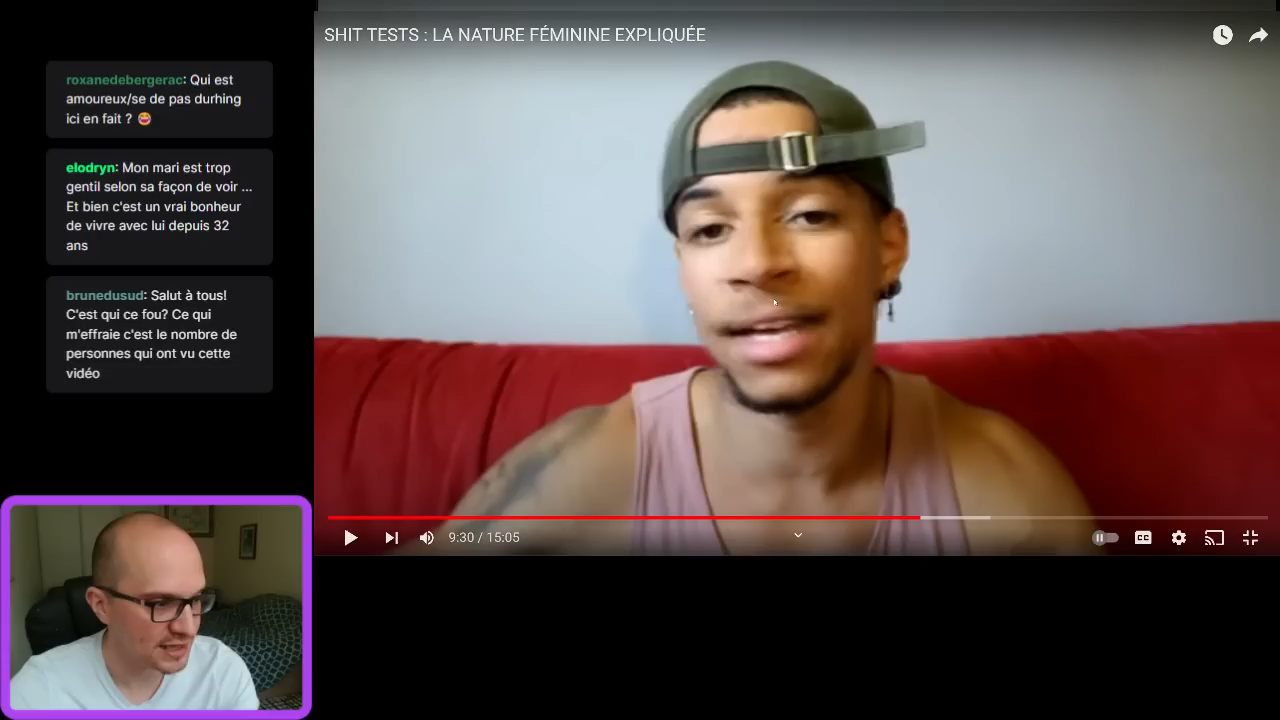 SHIT TESTS : LA NATURE FÉMININE EXPLIQUÉE
roxanedebergerac: Qui est
amoureux/se de pas durhing
ici en fait ? 😄
elodryn: Mon mari est trop
gentil selon sa façon de voir ...
Et bien c'est un vrai bonheur
de vivre avec lui depuis 32
ans
brunedusud: Salut à tous!
C'est qui ce fou? Ce qui
m'effraie c'est le nombre de
personnes qui ont vu cette
vidéo
9:30 / 15:05
CC